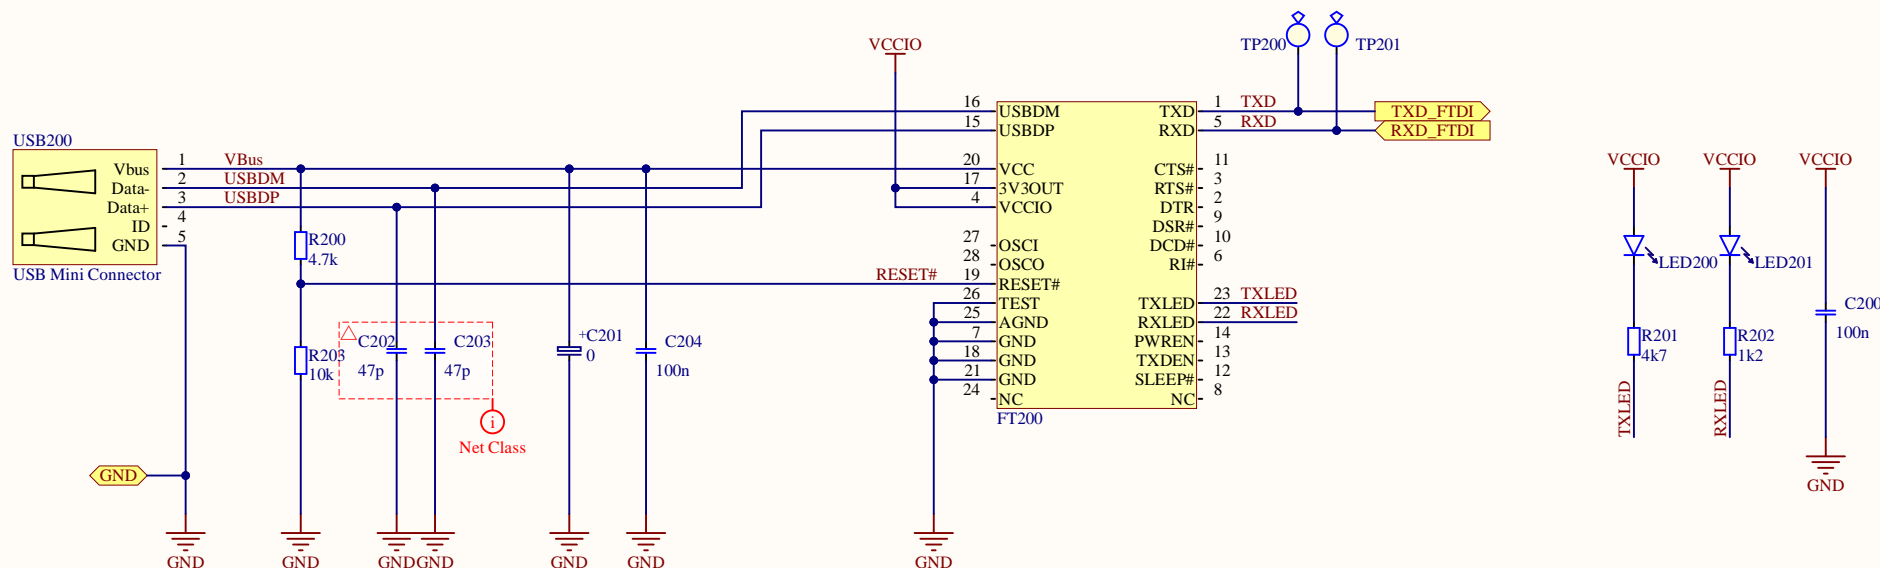 TP200
TP201
VCCIO
16
USBDM
TXD
1
TXD
TXD_FTDI
15
USBDP
RXD
5
RXD
RXD_FTDI
USB200
Vbus
1
VBus
20
VCC
CTS#
11
Data-
2
USBDM
17
3V3OUT
RTS#
3
Data+
3
USBDP
4
VCCIO
DTR
2
ID
4
DSR#
9
GND
5
27
OSCI
DCD#
10
28
OSCO
RI#
6
USB Mini Connector
R200
4.7k
RESET#
19
RESET#
26
TEST
TXLED
23
TXLED
25
AGND
RXLED
22
RXLED
7
GND
PWREN
14
18
GND
TXDEN
13
21
GND
SLEEP#
12
24
NC
NC
8
FT200
R203
10k
C202
47p
C203
47p
i
Net Class
+C201
0
C204
100n
GND
GND
GND
GND
GND
GND
GND
GND
VCCIO
VCCIO
VCCIO
LED200
LED201
C200
100n
R201
4k7
R202
1k2
TXLED
RXLED
GND